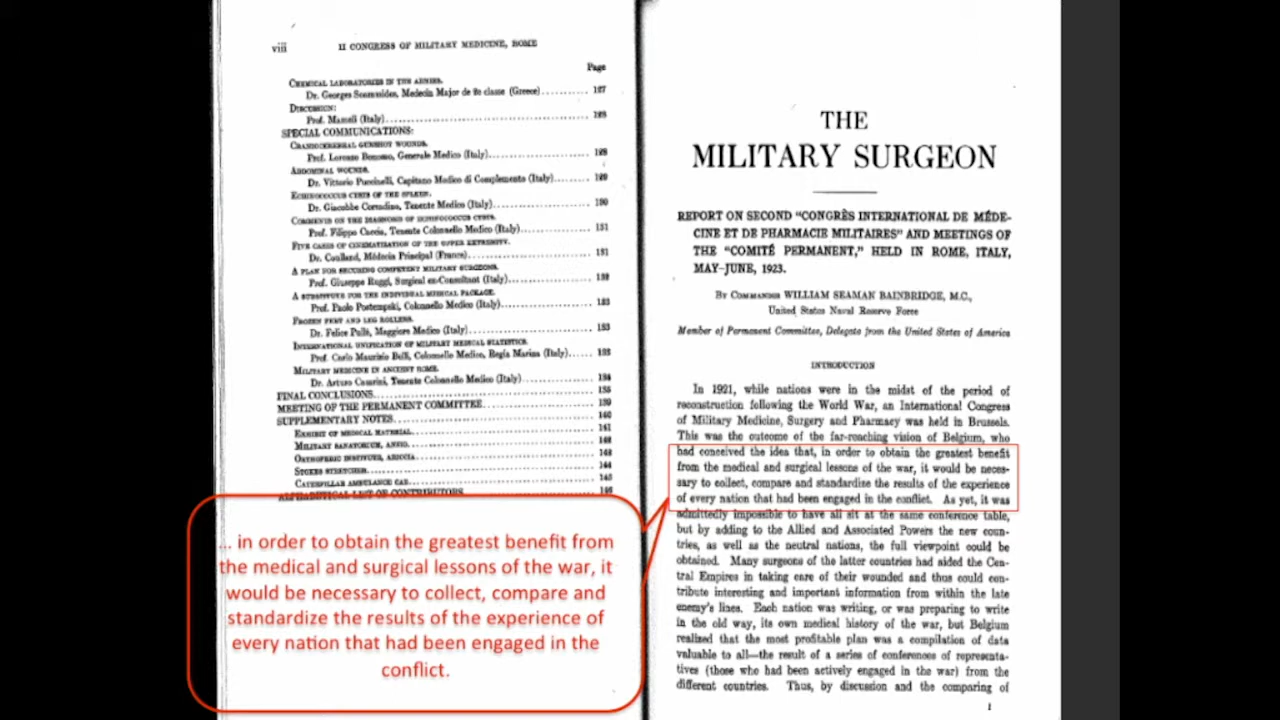 viii II CONGRESS OF MILITARY MEDICINE, ROME
Page
CHEMICAL LABORATORIES IN THE ARMIES.
Dr. Georges Major de classe (Greece) 127
DISCUSSION:
Prof. Mameli (Italy) 128
SPECIAL COMMUNICATIONS:
CRANIOCEREBRAL GUNSHOT WOUNDS.
Prof. Lorenzo Bonomo, Generale Medico (Italy) 128
ABDOMINAL WOUNDS.
Dr. Vittorio Puccinelli, Capitano Medico di Complemento (Italy) 129
ECHINOCOCCUS CYSTS OF THE SPLEEN.
Dr. Giacobbe Corradino, Tenente Medico (Italy) 130
COMMENTS ON THE DIAGNOSIS OF ECHINOCOCCUS CYSTS.
Prof. Filippo Caccia, Tenente Colonnello Medico (Italy) 131
FIVE CASES OF CINEMATIZATION OF THE UPPER EXTREMITY.
Dr. Coulland, Médecin Principal (France) 131
A PLAN FOR SECURING COMPETENT MILITARY SURGEONS.
Prof. Giuseppe Ruggi, Surgical ex-Consultant (Italy) 132
A SUBSTITUTE FOR THE INDIVIDUAL MEDICAL PACKAGE.
Prof. Paolo Postempski, Colonnello Medico (Italy) 133
FROZEN FEET AND LEG ROLLERS.
Dr. Felice Pullè, Maggiore Medico (Italy) 133
INTERNATIONAL UNIFICATION OF MILITARY MEDICAL STATISTICS.
Prof. Carlo Maurizio Belli, Colonnello Medico, Regia Marina (Italy) 133
MILITARY MEDICINE IN ANCIENT ROME.
Dr. Arturo Casarini, Tenente Colonnello Medico (Italy) 134
FINAL CONCLUSIONS 135
MEETING OF THE PERMANENT COMMITTEE 139
SUPPLEMENTARY NOTES 140
EXHIBIT OF MEDICAL MATERIAL 141
MILITARY SANATORIUM, ANZIO
ORTHOPEDIC INSTITUTE, ARICCIA
STOKES STRETCHER 144
CATERPILLAR AMBULANCE CAR 145
ALPHABETICAL LIST OF CONTRIBUTORS 146
... in order to obtain the greatest benefit from
the medical and surgical lessons of the war, it
would be necessary to collect, compare and
standardize the results of the experience of
every nation that had been engaged in the
conflict.
THE
MILITARY SURGEON
REPORT ON SECOND “CONGRÈS INTERNATIONAL DE MÉDE-
CINE ET DE PHARMACIE MILITAIRES” AND MEETINGS OF
THE “COMITÉ PERMANENT,” HELD IN ROME, ITALY,
MAY–JUNE, 1923.
BY COMMANDER WILLIAM SEAMAN BAINBRIDGE, M.C.,
United States Naval Reserve Force
Member of Permanent Committee, Delegate from the United States of America
INTRODUCTION
In 1921, while nations were in the midst of the period of
reconstruction following the World War, an International Congress
of Military Medicine, Surgery and Pharmacy was held in Brussels.
This was the outcome of the far-reaching vision of Belgium, who
had conceived the idea that, in order to obtain the greatest benefit
from the medical and surgical lessons of the war, it would be neces-
sary to collect, compare and standardize the results of the experience
of every nation that had been engaged in the conflict. As yet, it was
admittedly impossible to have all sit at the same conference table,
but by adding to the Allied and Associated Powers the new coun-
tries, as well as the neutral nations, the full viewpoint could be
obtained. Many surgeons of the latter countries had aided the Cen-
tral Empires in taking care of their wounded and thus could con-
tribute interesting and important information from within the late
enemy's lines. Each nation was writing, or was preparing to write
in the old way, its own medical history of the war, but Belgium
realized that the most profitable plan was a compilation of data
valuable to all—the result of a series of conferences of representa-
tives (those who had been actively engaged in the war) from the
different countries. Thus, by discussion and the comparing of
1